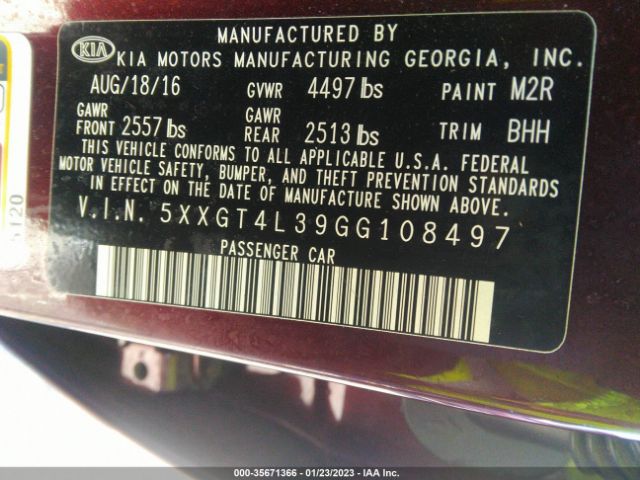 MANUFACTURED BY
KIA KIA MOTORS MANUFACTURING GEORGIA, INC.
AUG/18/16 GVWR 4497 lbs PAINT M2R
GAWR FRONT 2557 lbs GAWR REAR 2513 lbs TRIM BHH
THIS VEHICLE CONFORMS TO ALL APPLICABLE U.S.A. FEDERAL
MOTOR VEHICLE SAFETY, BUMPER, AND THEFT PREVENTION STANDARDS
IN EFFECT ON THE DATE OF MANUFACTURE SHOWN ABOVE.
V.I.N. 5XXGT4L39GG108497
PASSENGER CAR
000-35671366 - 01/23/2023 - IAA Inc.